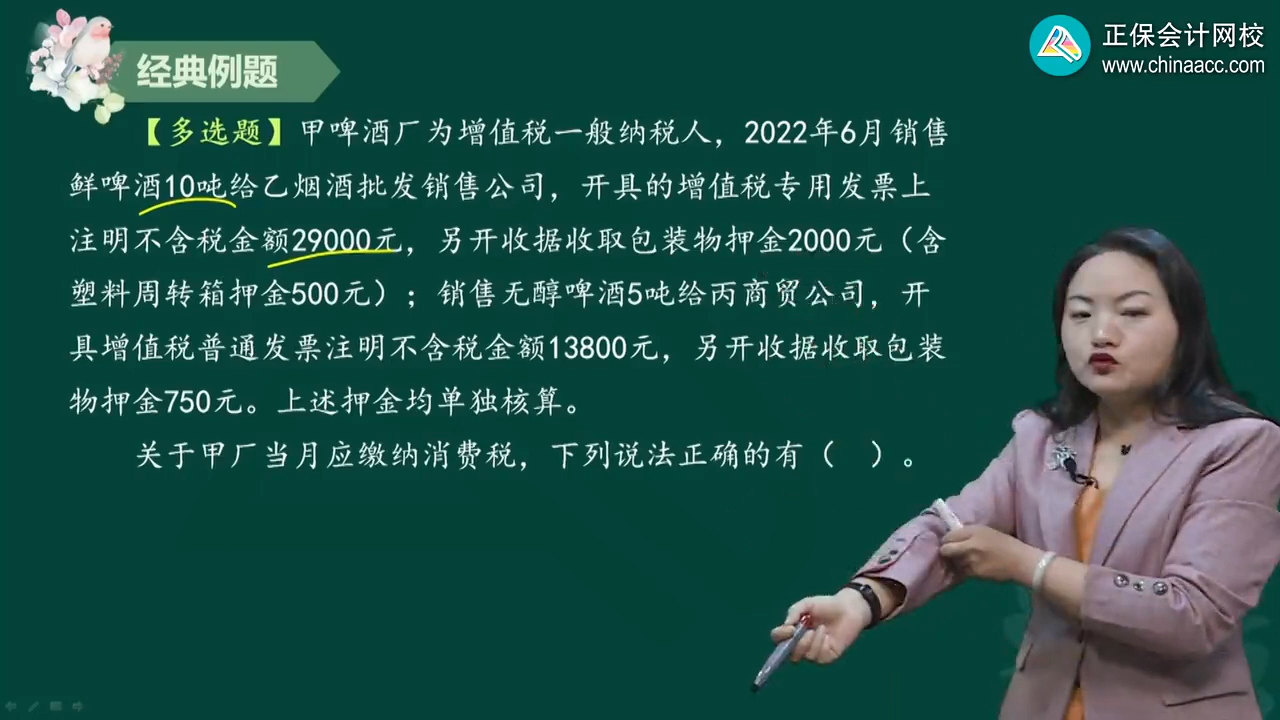 正保会计网校
www.chinaacc.com
经典例题
【多选题】甲啤酒厂为增值税一般纳税人，2022年6月销售
鲜啤酒10吨给乙烟酒批发销售公司，开具的增值税专用发票上
注明不含税金额29000元，另开收据收取包装物押金2000元（含
塑料周转箱押金500元）；销售无醇啤酒5吨给丙商贸公司，开
具增值税普通发票注明不含税金额13800元，另开收据收取包装
物押金750元。上述押金均单独核算。
关于甲厂当月应缴纳消费税，下列说法正确的有（　）。